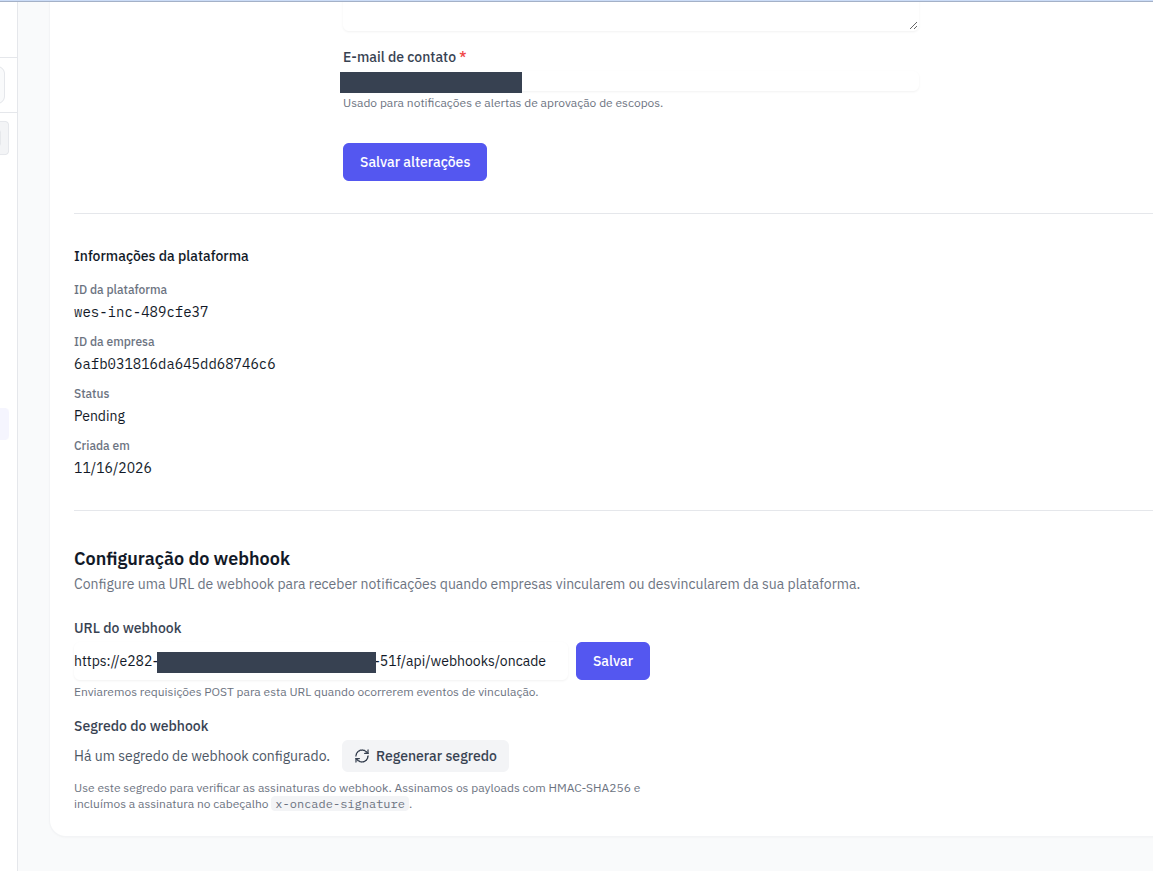 E-mail de contato *
Usado para notificações e alertas de aprovação de escopos.
Salvar alterações
Informações da plataforma
ID da plataforma
wes-inc-489cfe37
ID da empresa
6afb031816da645dd68746c6
Status
Pending
Criada em
11/16/2026
Configuração do webhook
Configure uma URL de webhook para receber notificações quando empresas vincularem ou desvincularem da sua plataforma.
URL do webhook
https://e282- -51f/api/webhooks/oncade
Salvar
Enviaremos requisições POST para esta URL quando ocorrerem eventos de vinculação.
Segredo do webhook
Há um segredo de webhook configurado. Regenerar segredo
Use este segredo para verificar as assinaturas do webhook. Assinamos os payloads com HMAC-SHA256 e
incluímos a assinatura no cabeçalho x-oncade-signature.